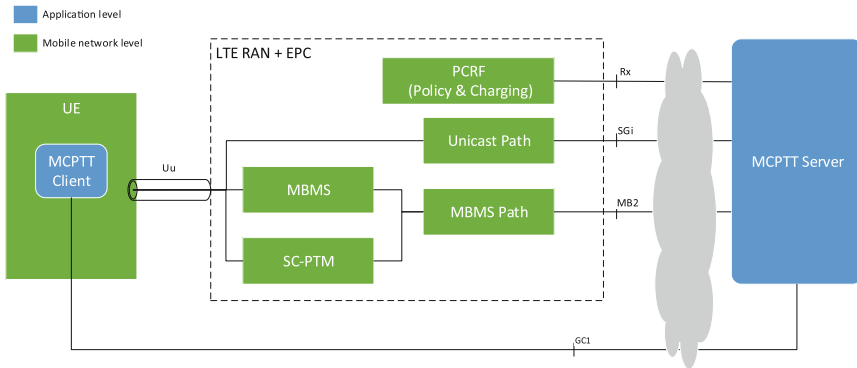 Application level
Mobile network level
LTE RAN + EPC
PCRF
(Policy & Charging)
Rx
UE
Unicast Path
SGi
MCPTT
Client
Uu
MCPTT Server
MBMS
MBMS Path
MB2
SC-PTM
GC1